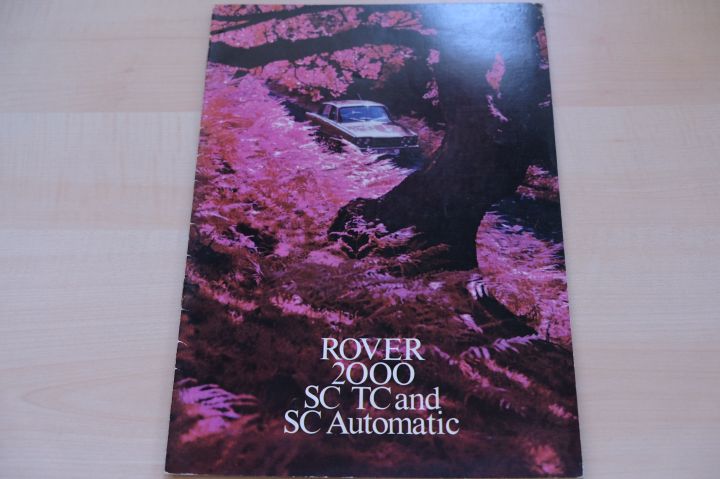 ROVER
2000
SC TC and
SC Automatic